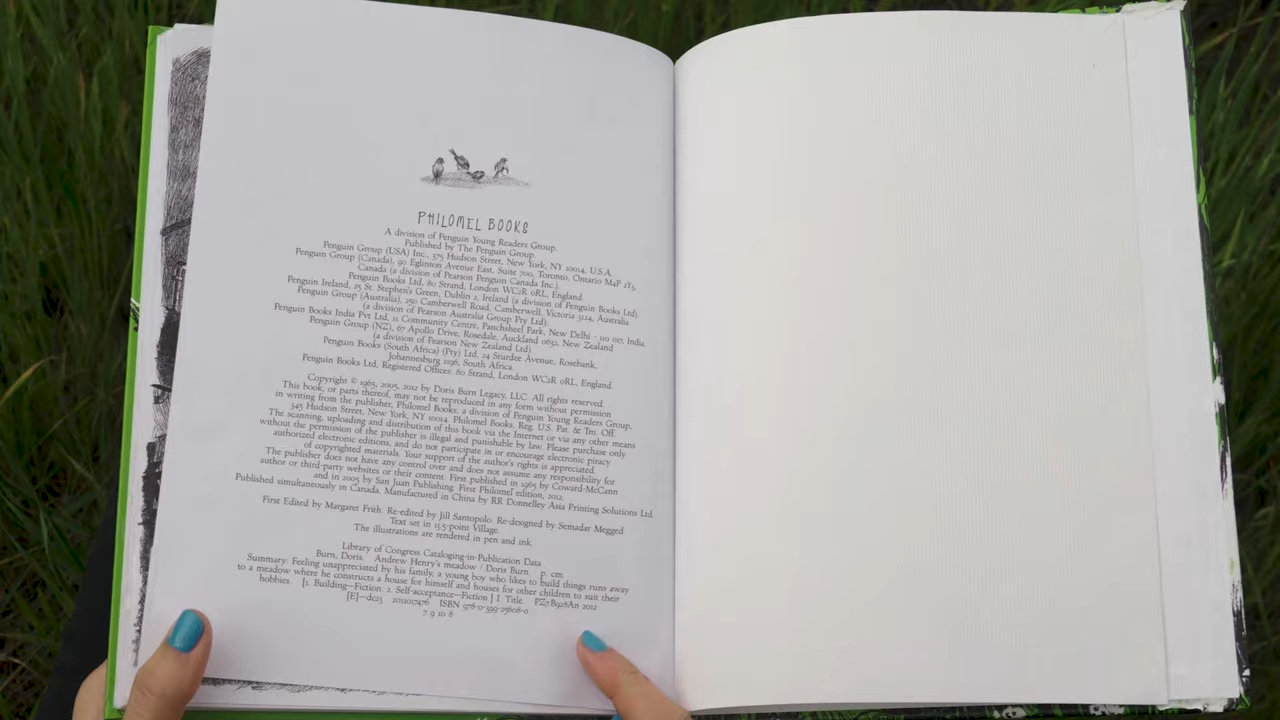 PHILOMEL BOOKS
A division of Penguin Young Readers Group.
Published by The Penguin Group.
Penguin Group (USA) Inc., 375 Hudson Street, New York, NY 10014, U.S.A.
Penguin Group (Canada), 90 Eglinton Avenue East, Suite 700, Toronto, Ontario M4P 2Y3,
Canada (a division of Pearson Penguin Canada Inc.).
Penguin Books Ltd, 80 Strand, London WC2R 0RL, England.
Penguin Ireland, 25 St. Stephen's Green, Dublin 2, Ireland (a division of Penguin Books Ltd).
Penguin Group (Australia), 250 Camberwell Road, Camberwell, Victoria 3124, Australia
(a division of Pearson Australia Group Pty Ltd).
Penguin Books India Pvt Ltd, 11 Community Centre, Panchsheel Park, New Delhi - 110 017, India.
Penguin Group (NZ), 67 Apollo Drive, Rosedale, Auckland 0632, New Zealand
(a division of Pearson New Zealand Ltd).
Penguin Books (South Africa) (Pty) Ltd, 24 Sturdee Avenue, Rosebank,
Johannesburg 2196, South Africa.
Penguin Books Ltd, Registered Offices: 80 Strand, London WC2R 0RL, England.
Copyright © 1965, 2005, 2012 by Doris Burn Legacy, LLC. All rights reserved.
This book, or parts thereof, may not be reproduced in any form without permission
in writing from the publisher, Philomel Books, a division of Penguin Young Readers Group,
345 Hudson Street, New York, NY 10014. Philomel Books, Reg. U.S. Pat. & Tm. Off.
The scanning, uploading and distribution of this book via the Internet or via any other means
without the permission of the publisher is illegal and punishable by law. Please purchase only
authorized electronic editions, and do not participate in or encourage electronic piracy
of copyrighted materials. Your support of the author's rights is appreciated.
The publisher does not have any control over and does not assume any responsibility for
author or third-party websites or their content. First published in 1965 by Coward-McCann
and in 2005 by San Juan Publishing. First Philomel edition, 2012.
Published simultaneously in Canada. Manufactured in China by RR Donnelley Asia Printing Solutions Ltd.
First Edited by Margaret Frith. Re-edited by Jill Santopolo. Re-designed by Semadar Megged.
Text set in 15.5-point Village.
The illustrations are rendered in pen and ink.
Library of Congress Cataloging-in-Publication Data
Burn, Doris. Andrew Henry's meadow / Doris Burn. p. cm.
Summary: Feeling unappreciated by his family, a young boy who likes to build things runs away
to a meadow where he constructs a house for himself and houses for other children to suit their
hobbies. [1. Building—Fiction. 2. Self-acceptance—Fiction.] I. Title. PZ7.B928An 2012
[E]—dc23 2011017476 ISBN 978-0-399-25608-0
7 9 10 8